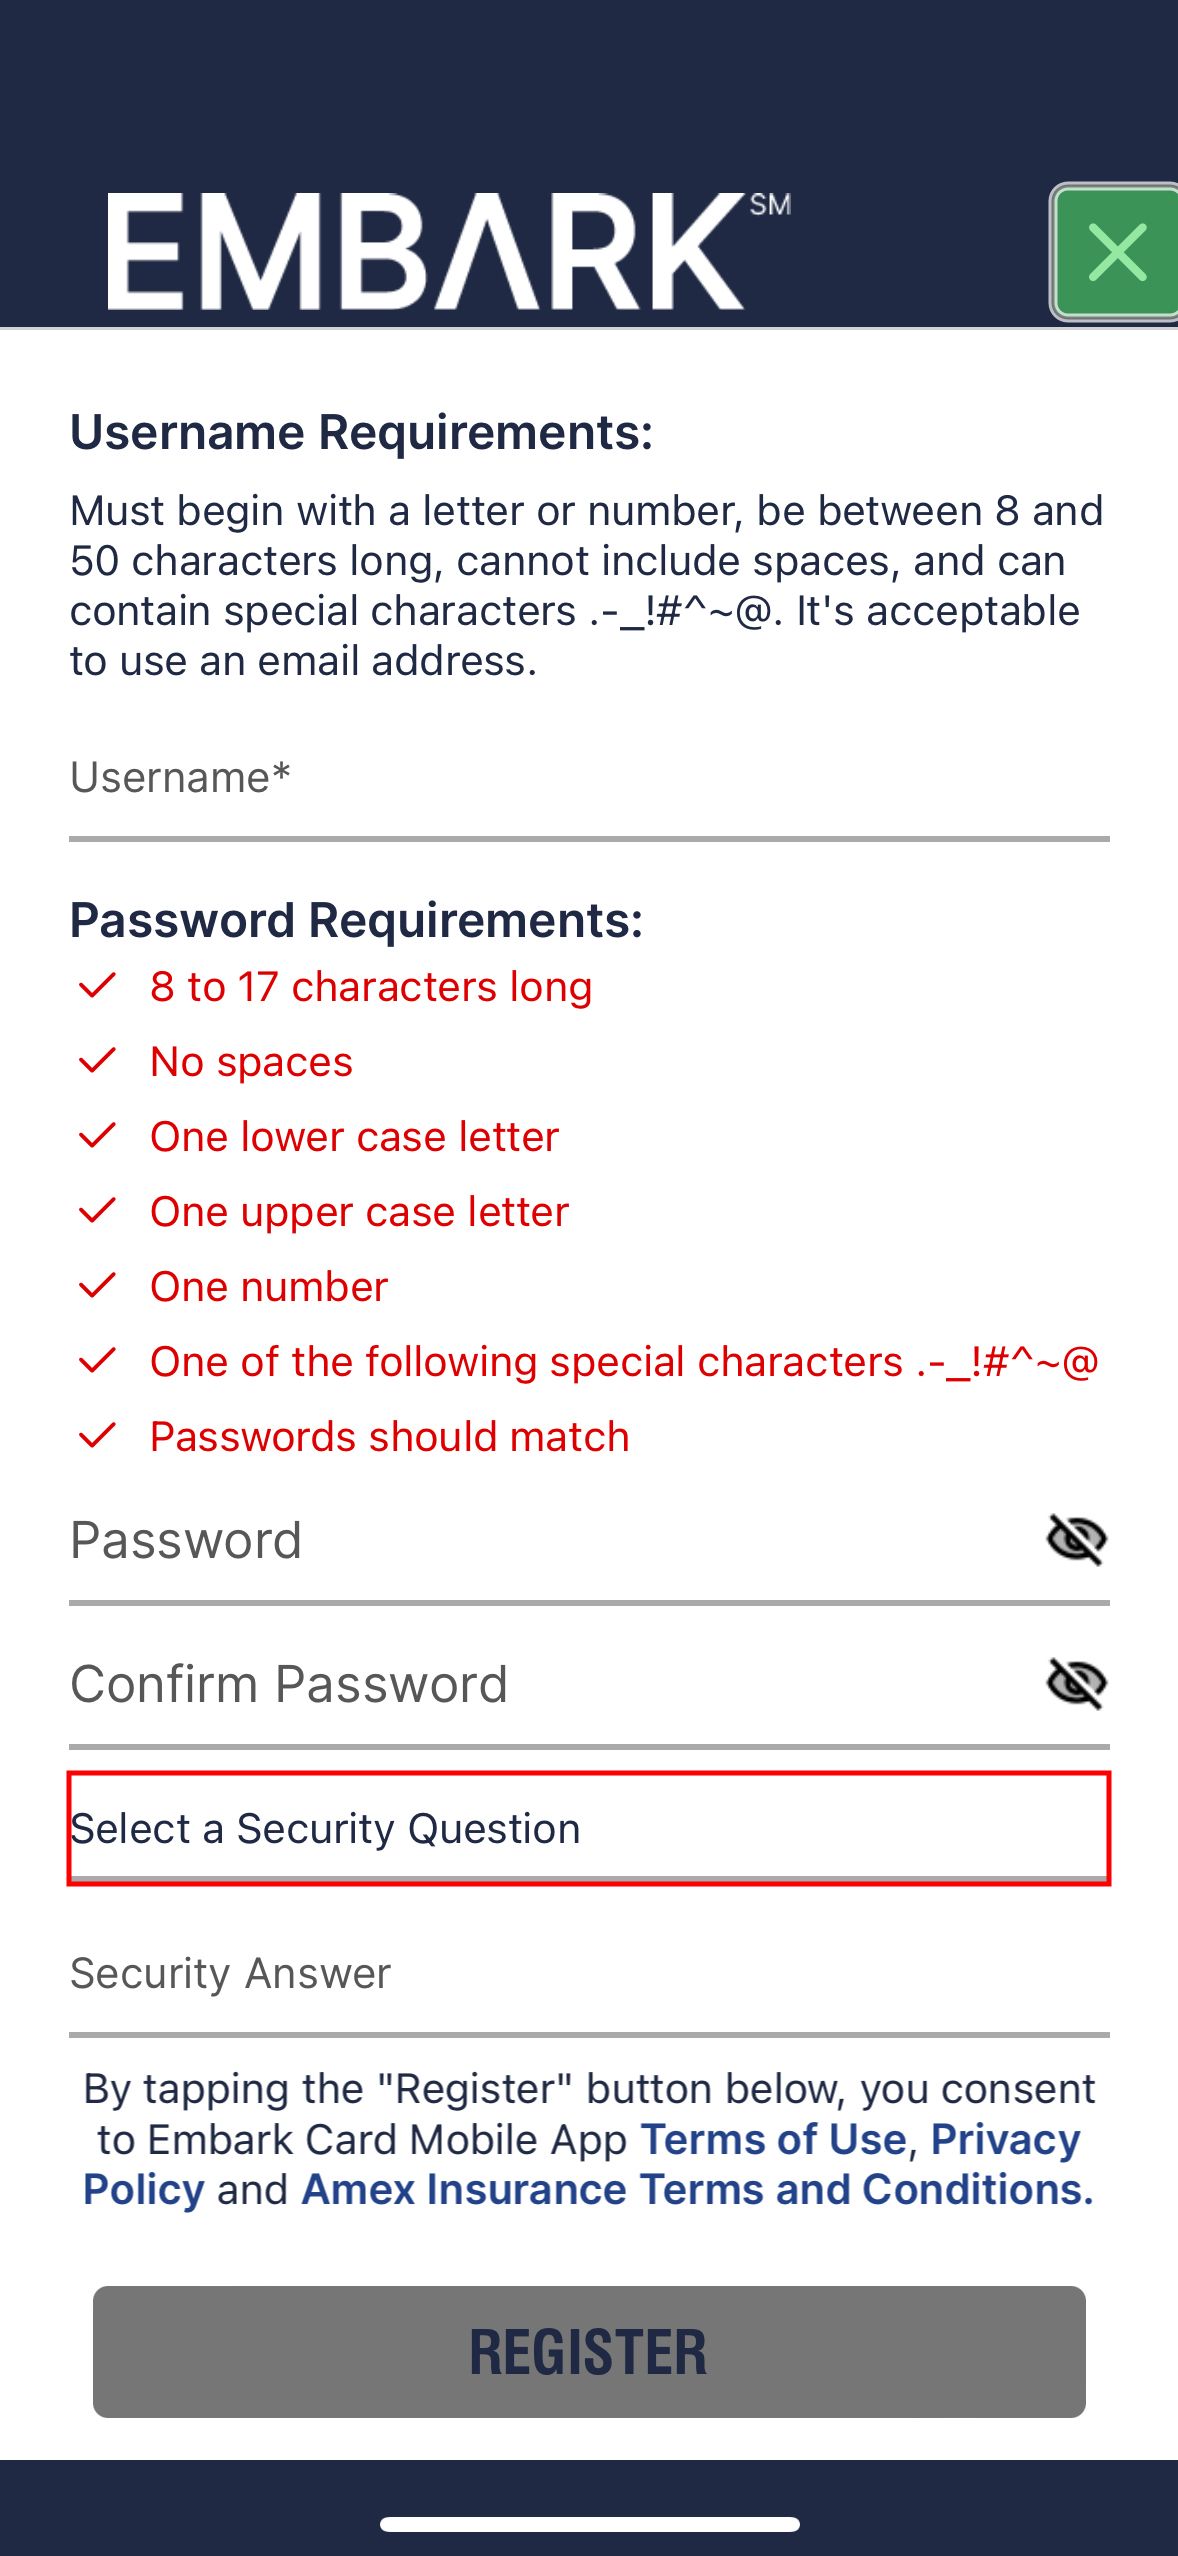 EMBARK℠
Username Requirements:
Must begin with a letter or number, be between 8 and
50 characters long, cannot include spaces, and can
contain special characters .-_!#^~@. It's acceptable
to use an email address.
Username*
Password Requirements:
8 to 17 characters long
No spaces
One lower case letter
One upper case letter
One number
One of the following special characters .-_!#^~@
Passwords should match
Password
Confirm Password
Select a Security Question
Security Answer
By tapping the "Register" button below, you consent
to Embark Card Mobile App Terms of Use, Privacy
Policy and Amex Insurance Terms and Conditions.
REGISTER